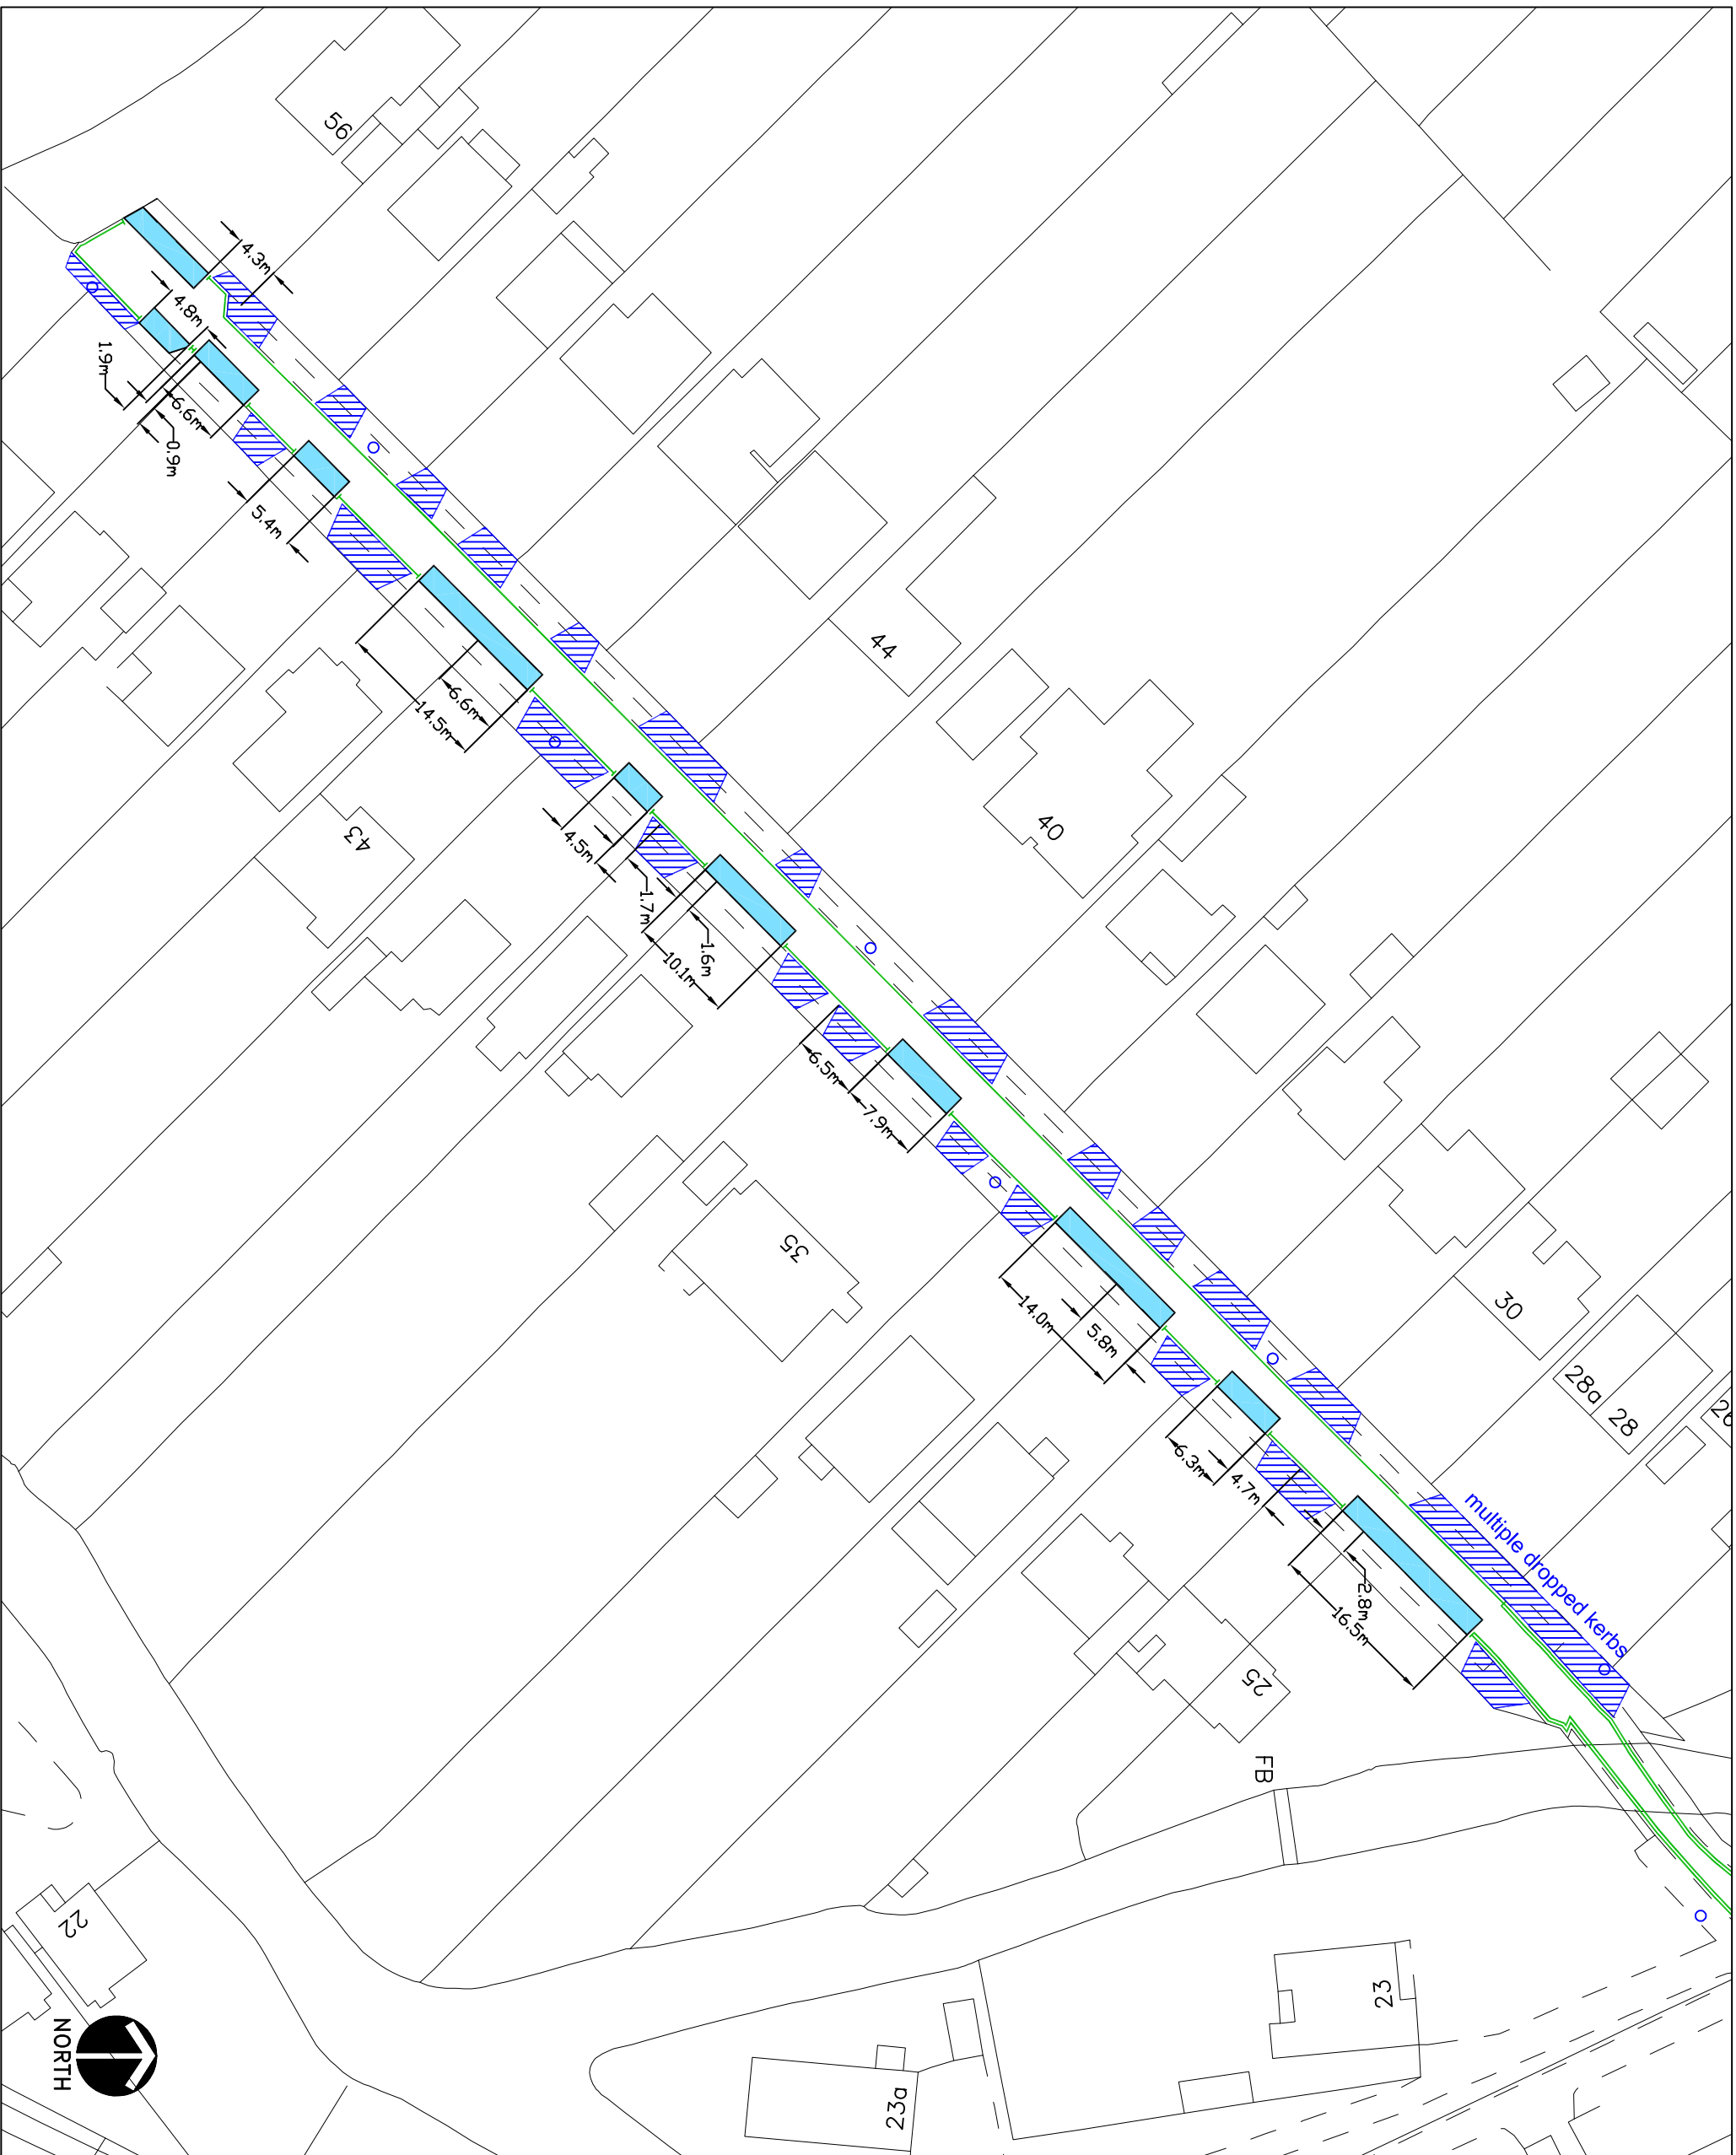 56
4.3m
4.8m
1.9m
6.6m
0.9m
5.4m
44
6.6m
14.5m
40
43
4.5m
1.7m
1.6m
10.1m
6.5m
7.9m
35
30
14.0m
5.8m
28a
28
26
6.3m
4.7m
multiple dropped kerbs
2.8m
16.5m
25
FB
22
23
NORTH
23a